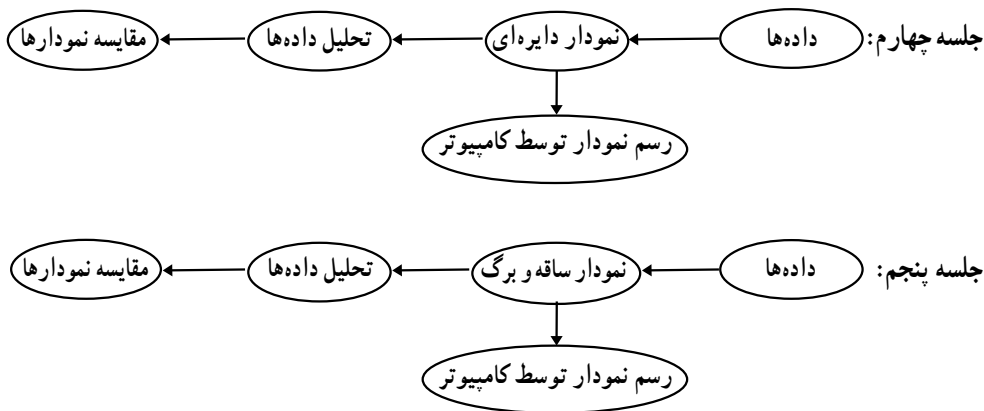 جلسه چهارم: داده‌ها نمودار دایره‌ای تحلیل داده‌ها مقایسه نمودارها
رسم نمودار توسط کامپیوتر
جلسه پنجم: داده‌ها نمودار ساقه و برگ تحلیل داده‌ها مقایسه نمودارها
رسم نمودار توسط کامپیوتر